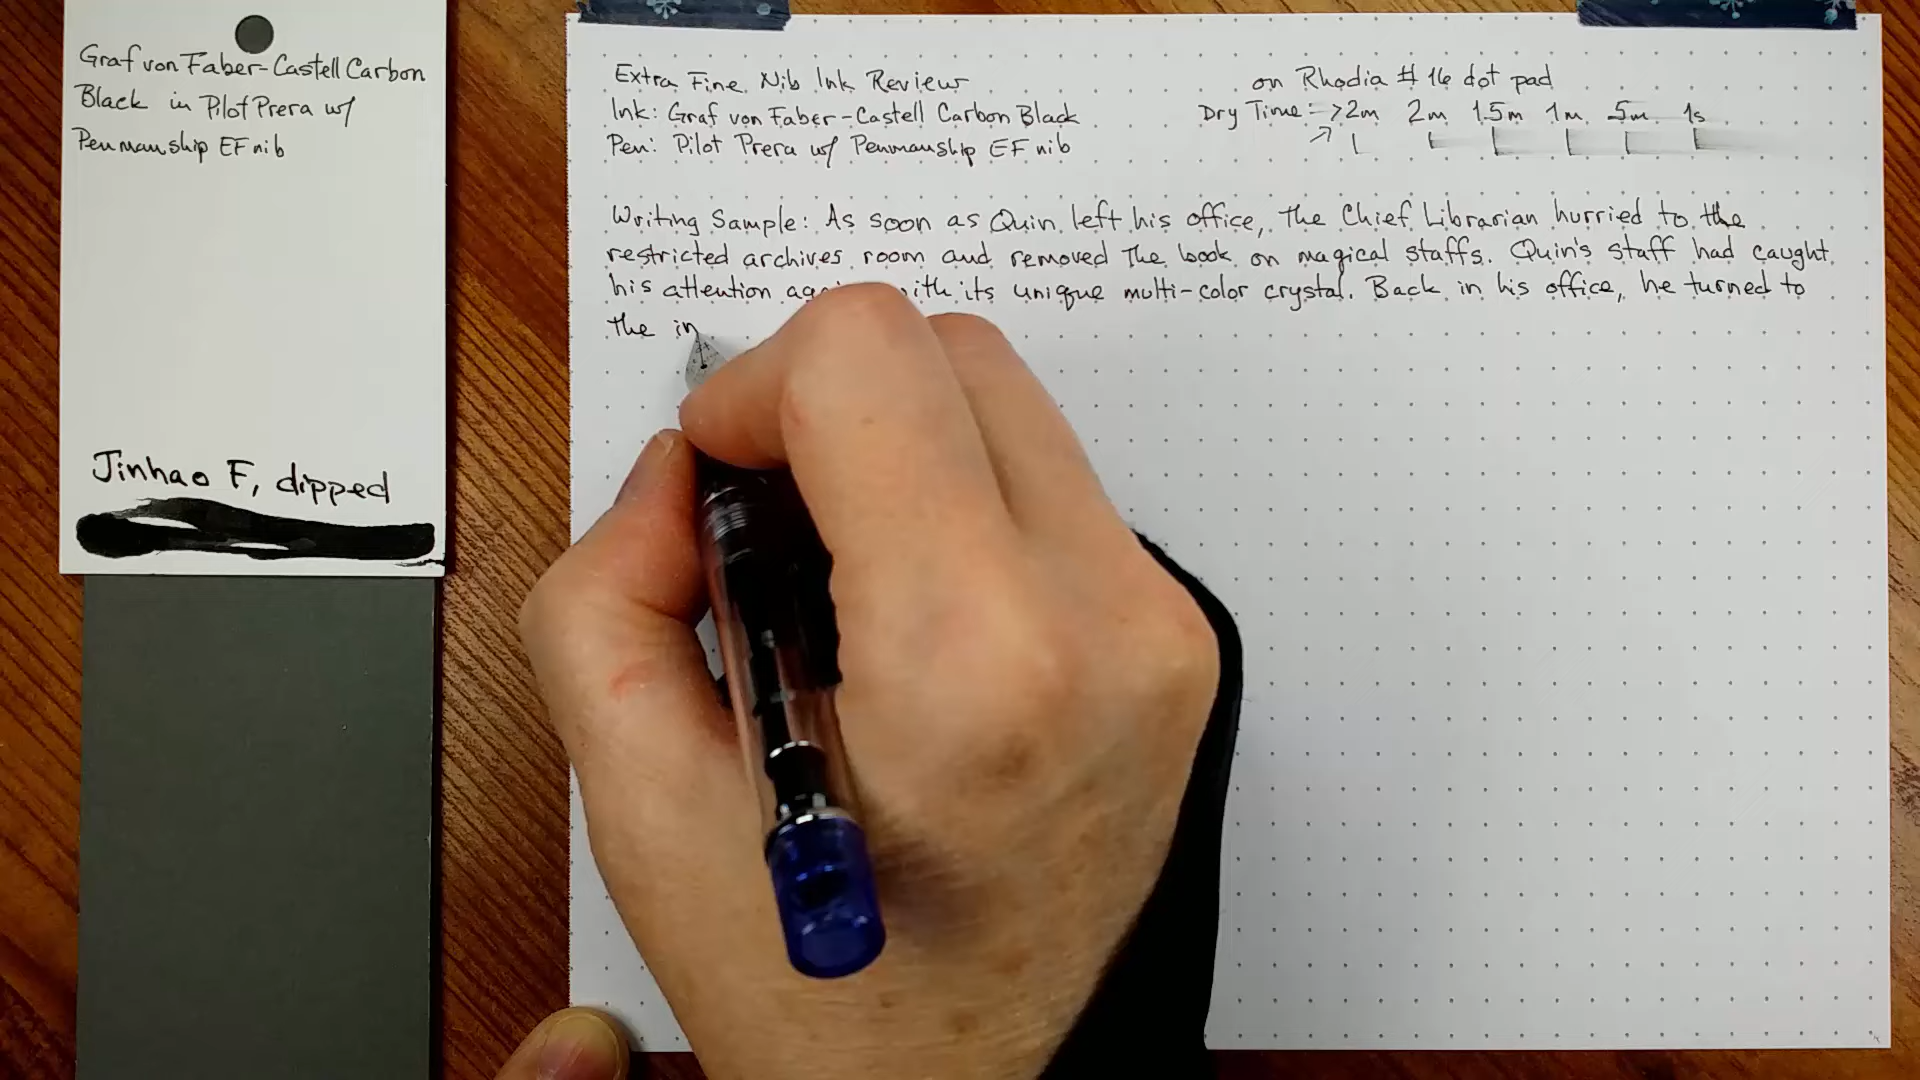 Graf von Faber-Castell Carbon
Black in Pilot Prera w/
Penmanship EF nib
Jinhao F, dipped
Extra Fine Nib Ink Review
Ink: Graf von Faber-Castell Carbon Black
Pen: Pilot Prera w/ Penmanship EF nib
on Rhodia #16 dot pad
Dry Time: >2m 2m 1.5m 1m .5m 1s
Writing Sample: As soon as Quin left his office, the Chief Librarian hurried to the
restricted archives room and removed the book on magical staffs. Quin's staff had caught
his attention with its unique multi-color crystal. Back in his office, he turned to
the in